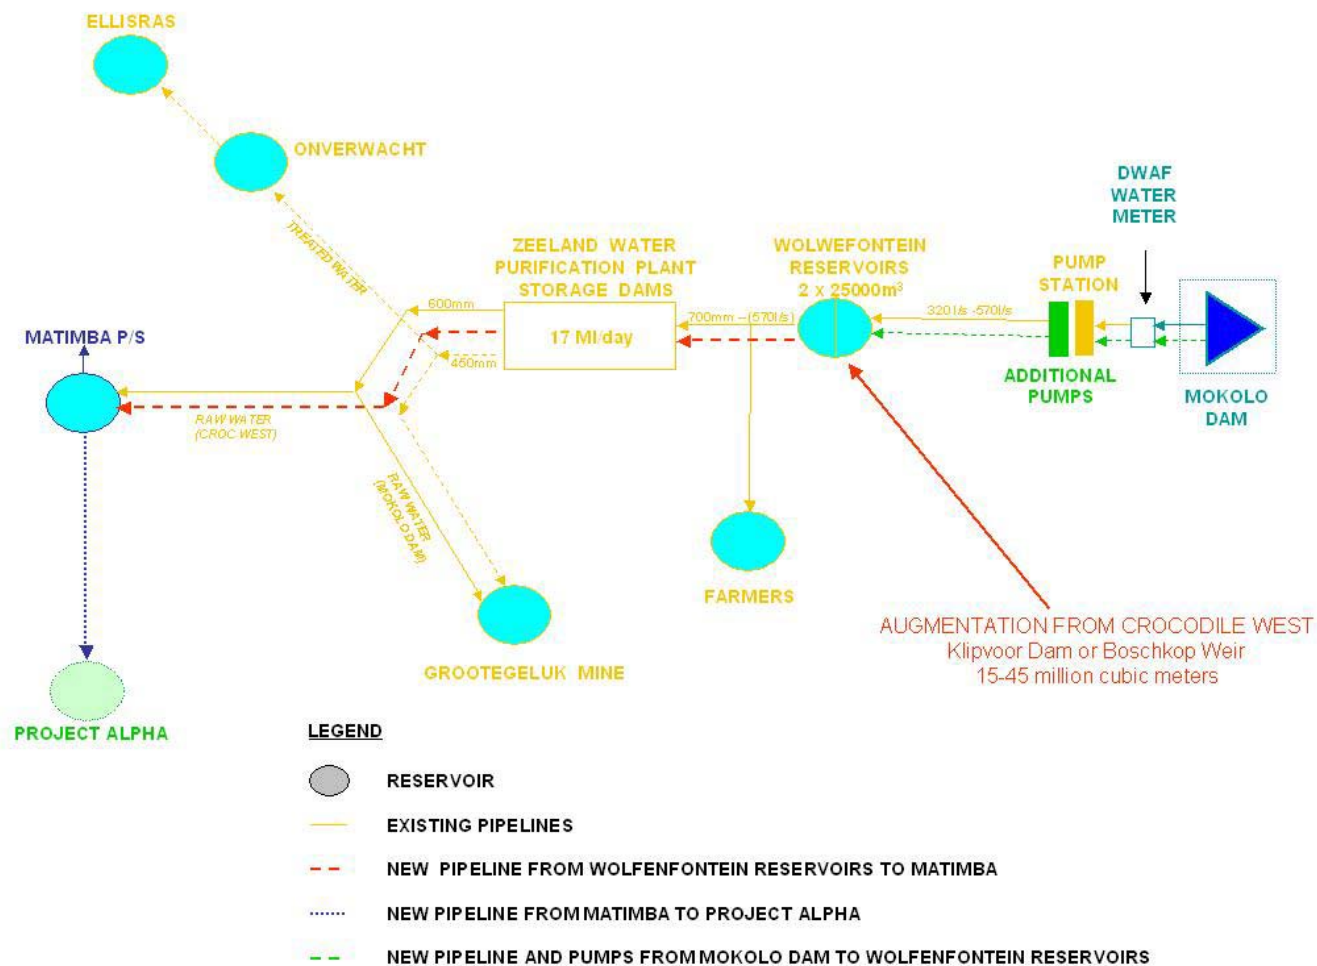 ELLISRAS
ONVERWACHT
TREATED WATER
DWAF
WATER
METER
ZEELAND WATER
PURIFICATION PLANT
STORAGE DAMS
17 Ml/day
WOLWEFONTEIN
RESERVOIRS
2 x 25000m³
PUMP
STATION
600mm
700mm –(570l/s)
320l/s -570l/s
450mm
MATIMBA P/S
ADDITIONAL
PUMPS
MOKOLO
DAM
RAW WATER
(CROC WEST)
RAW WATER
(MOKOLO DAM)
FARMERS
GROOTEGELUK MINE
AUGMENTATION FROM CROCODILE WEST
Klipvoor Dam or Boschkop Weir
15-45 million cubic meters
PROJECT ALPHA
LEGEND
RESERVOIR
EXISTING PIPELINES
NEW PIPELINE FROM WOLFENFONTEIN RESERVOIRS TO MATIMBA
NEW PIPELINE FROM MATIMBA TO PROJECT ALPHA
NEW PIPELINE AND PUMPS FROM MOKOLO DAM TO WOLFENFONTEIN RESERVOIRS